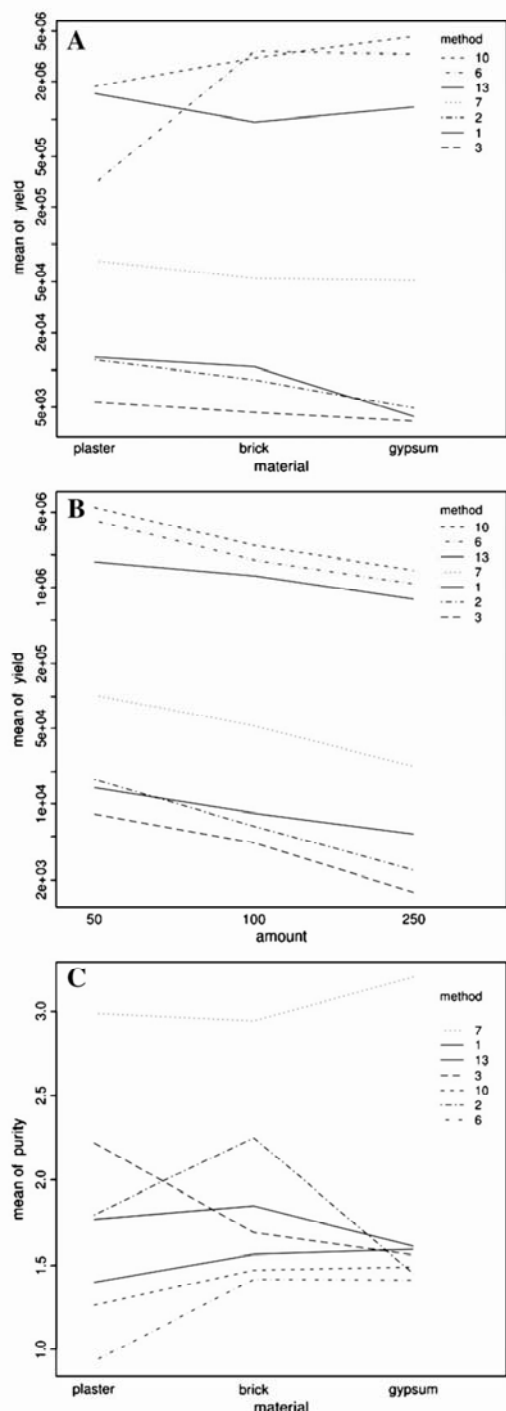 A
method
10
6
13
7
2
1
3
mean of yield
5e+06
2e+06
5e+05
2e+05
5e+04
2e+04
5e+03
plaster brick gypsum
material
B
method
10
6
13
7
1
2
3
mean of yield
5e+06
1e+06
2e+05
5e+04
1e+04
2e+03
50 100 250
amount
C
method
7
1
13
3
10
2
6
mean of purity
3.0
2.5
2.0
1.5
1.0
plaster brick gypsum
material